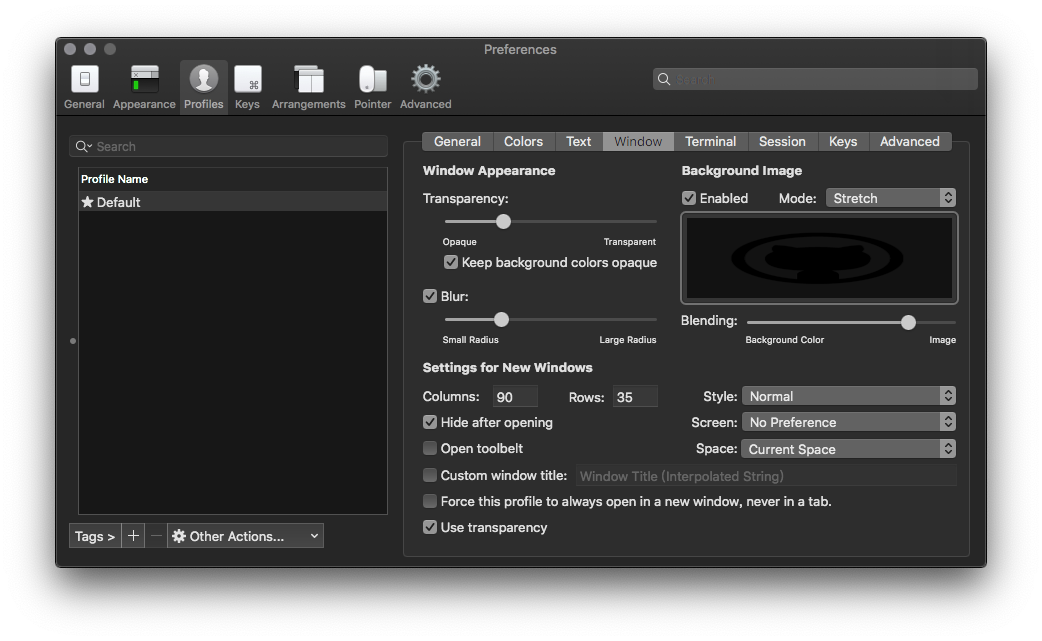 Preferences
General Appearance Profiles Keys Arrangements Pointer Advanced
Search
Search
Profile Name
Default
Tags > + − Other Actions...
General Colors Text Window Terminal Session Keys Advanced
Window Appearance
Transparency:
Opaque Transparent
Keep background colors opaque
Blur:
Small Radius Large Radius
Background Image
Enabled Mode: Stretch
Blending:
Background Color Image
Settings for New Windows
Columns: 90 Rows: 35 Style: Normal
Hide after opening Screen: No Preference
Open toolbelt Space: Current Space
Custom window title: Window Title (Interpolated String)
Force this profile to always open in a new window, never in a tab.
Use transparency